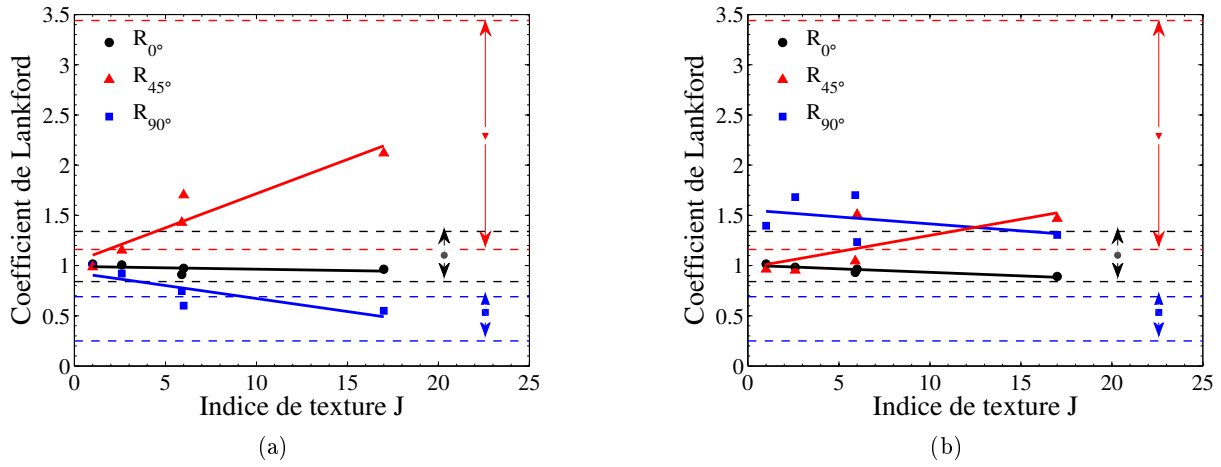 3.5
3
2.5
2
1.5
1
0.5
0
0 5 10 15 20 25
Coefficient de Lankford
Indice de texture J
R0°
R45°
R90°
(a)
3.5
3
2.5
2
1.5
1
0.5
0
0 5 10 15 20 25
Coefficient de Lankford
Indice de texture J
R0°
R45°
R90°
(b)